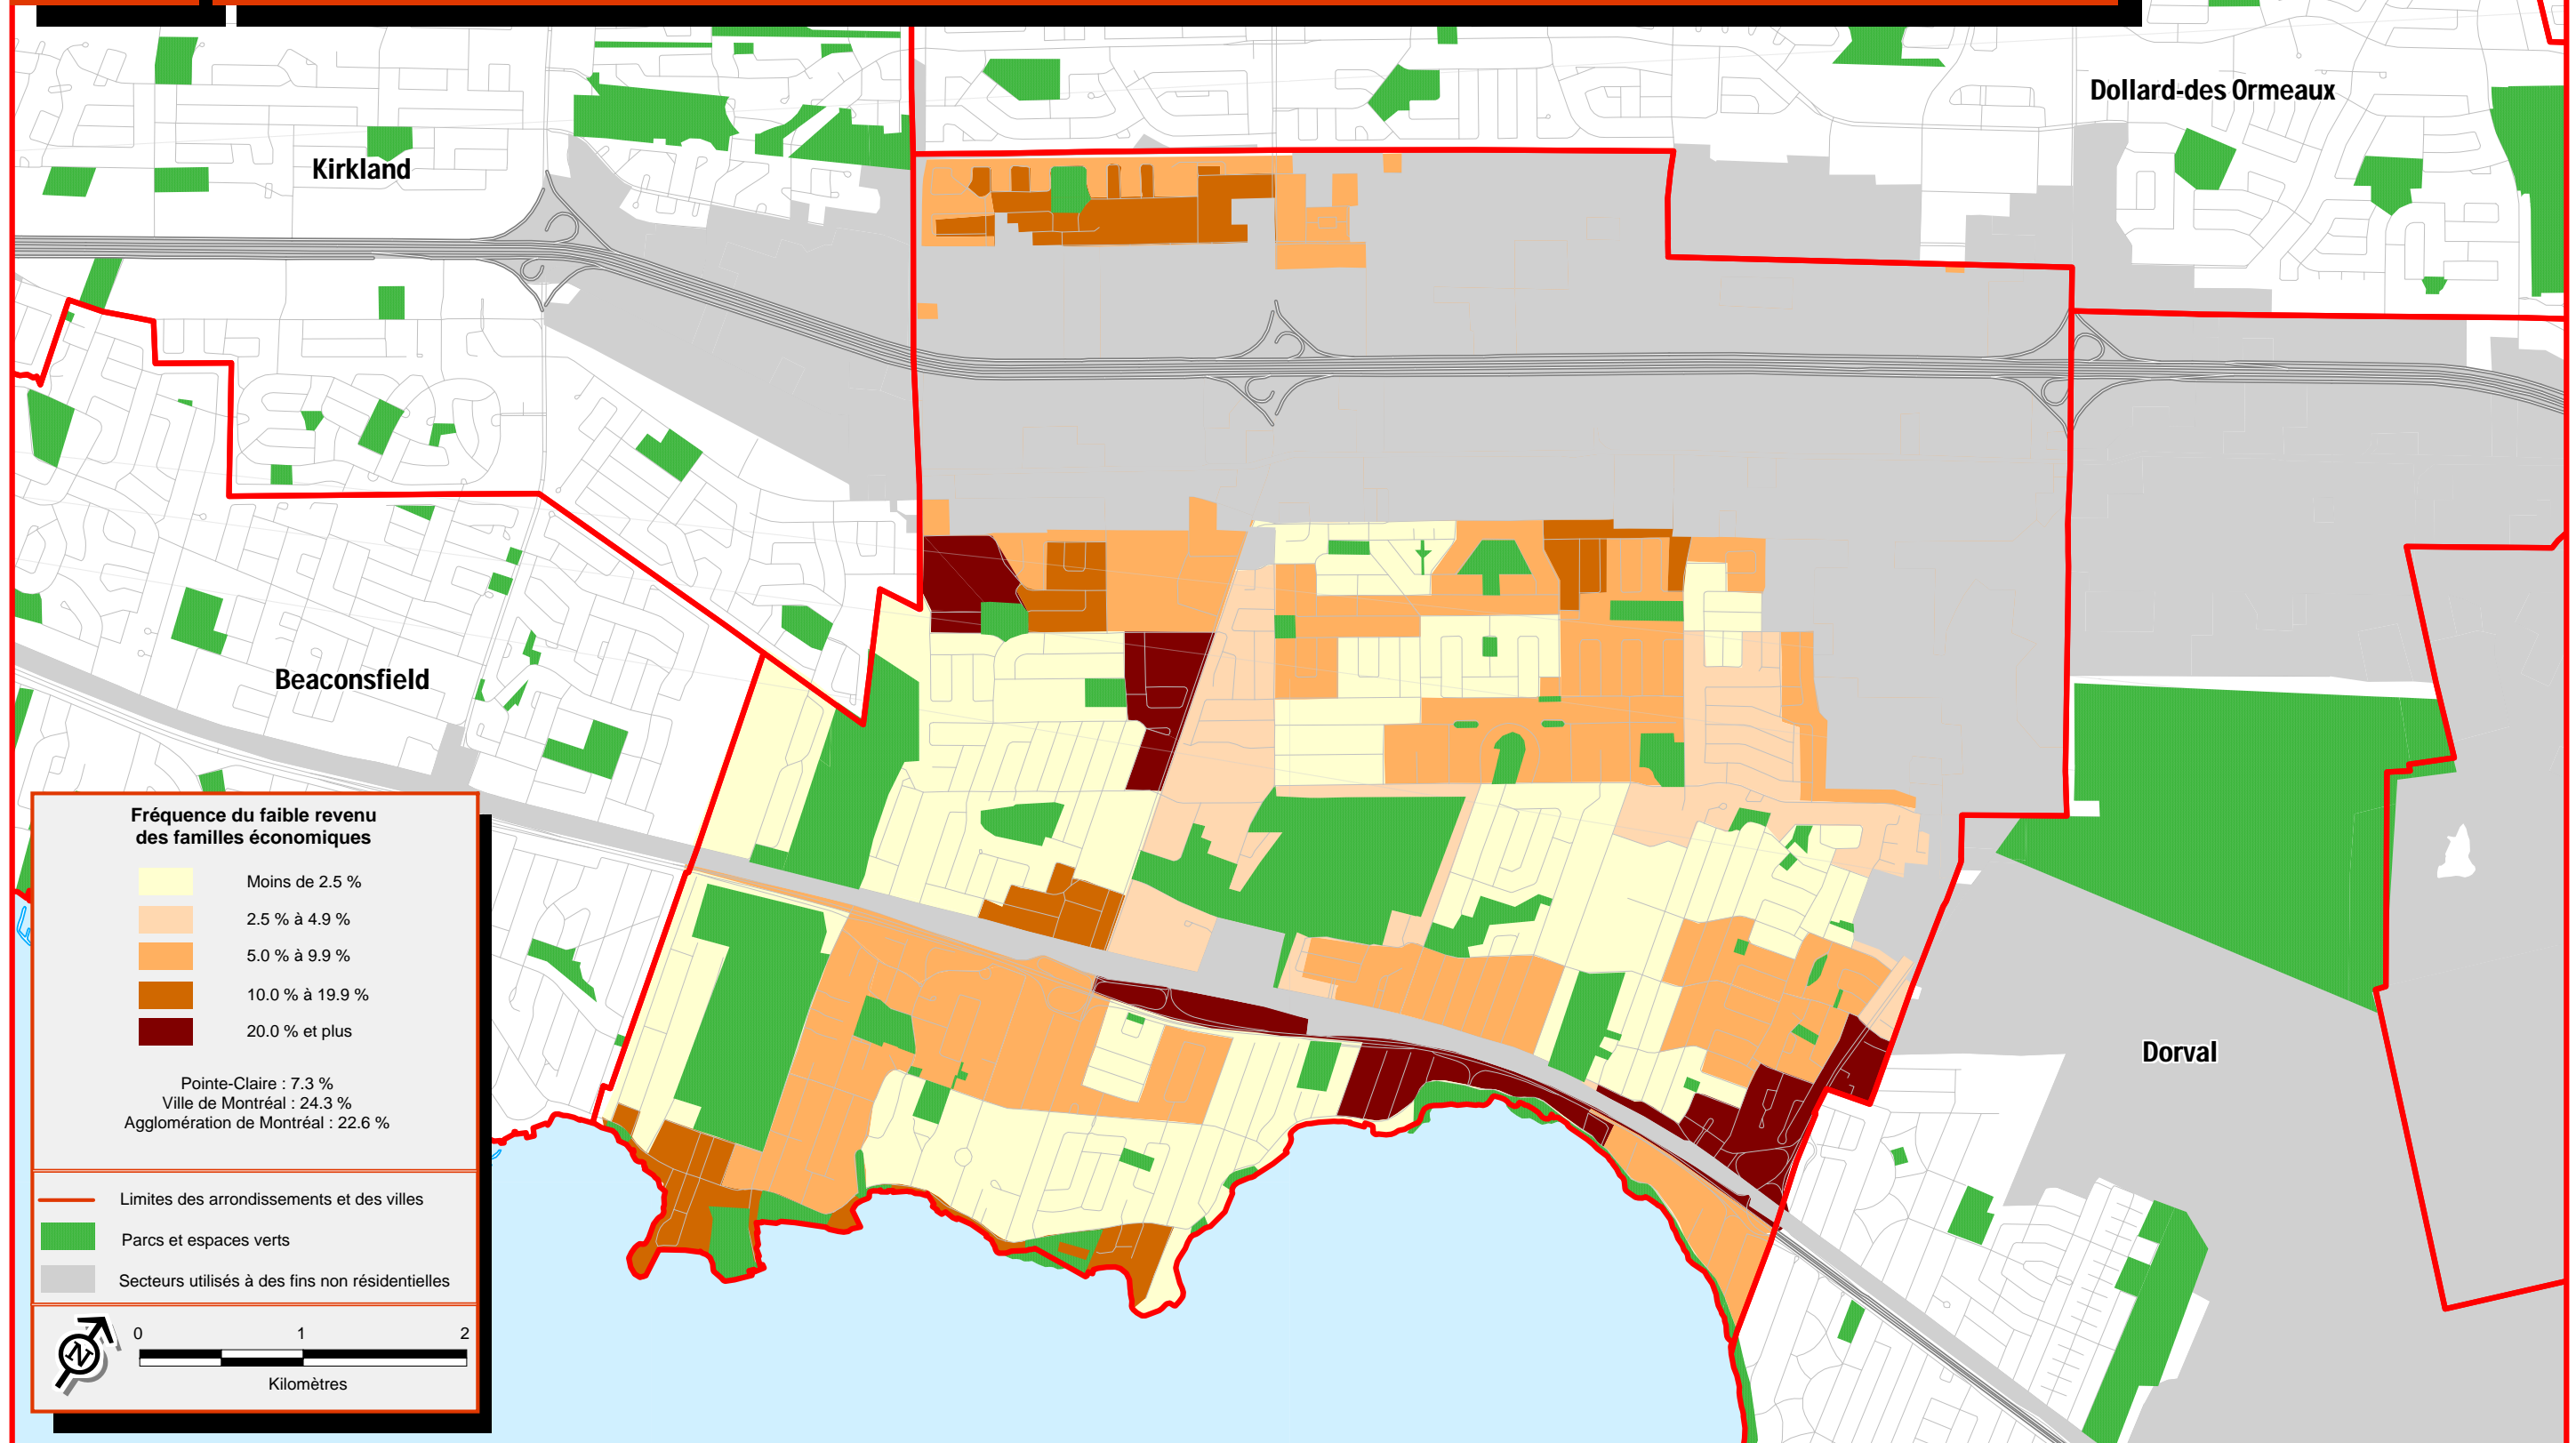 Dollard-des Ormeaux
Kirkland
Beaconsfield
Dorval
Fréquence du faible revenu
des familles économiques
Moins de 2.5 %
2.5 % à 4.9 %
5.0 % à 9.9 %
10.0 % à 19.9 %
20.0 % et plus
Pointe-Claire : 7.3 %
Ville de Montréal : 24.3 %
Agglomération de Montréal : 22.6 %
Limites des arrondissements et des villes
Parcs et espaces verts
Secteurs utilisés à des fins non résidentielles
N
0 1 2
Kilomètres